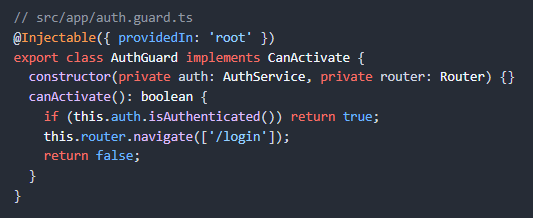 // src/app/auth.guard.ts
@Injectable({ providedIn: 'root' })
export class AuthGuard implements CanActivate {
  constructor(private auth: AuthService, private router: Router) {}
  canActivate(): boolean {
    if (this.auth.isAuthenticated()) return true;
    this.router.navigate(['/login']);
    return false;
  }
}